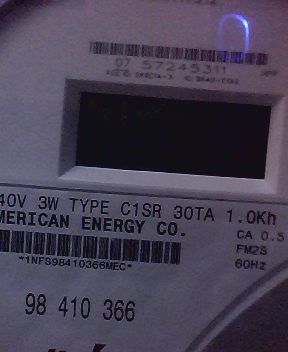 07 57245311
40V 3W TYPE C1SR 30TA 1.0Kh
MERICAN ENERGY CO.
CA 0.5
FM2S
*1NFS98410366MEC*
60Hz
98 410 366